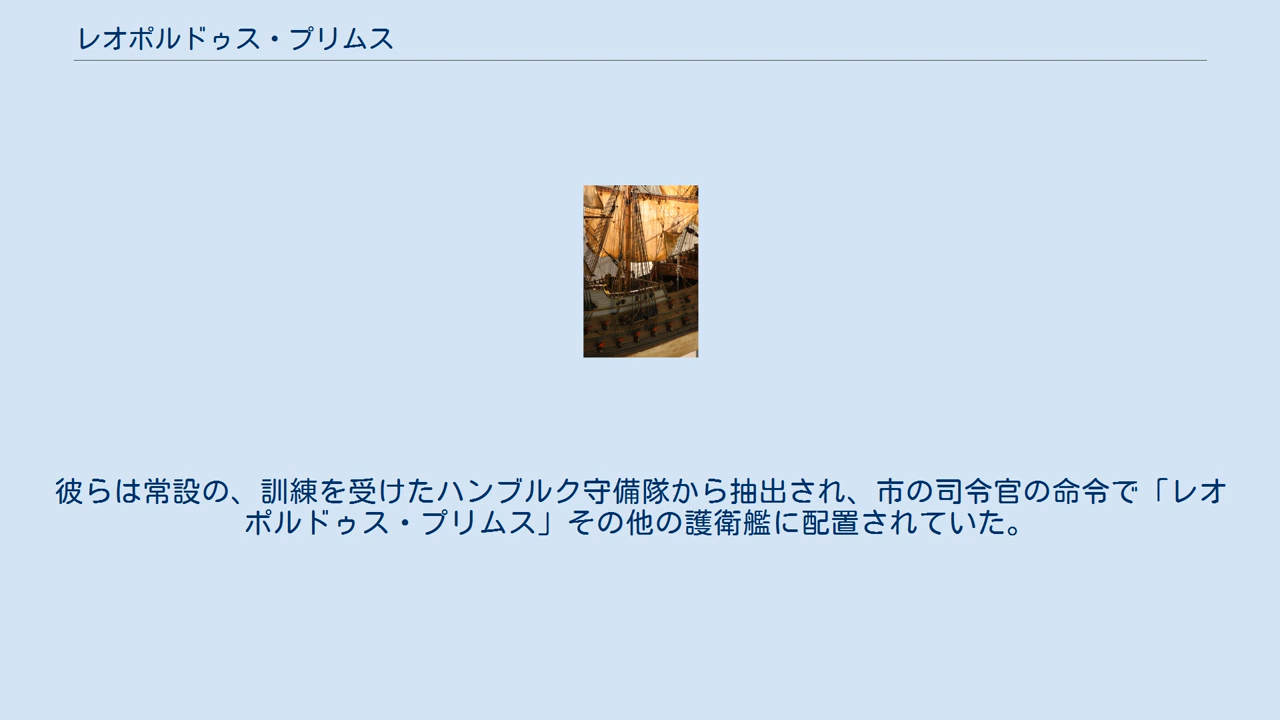 レオポルドゥス・プリムス
彼らは常設の、訓練を受けたハンブルク守備隊から抽出され、市の司令官の命令で「レオ
ポルドゥス・プリムス」その他の護衛艦に配置されていた。